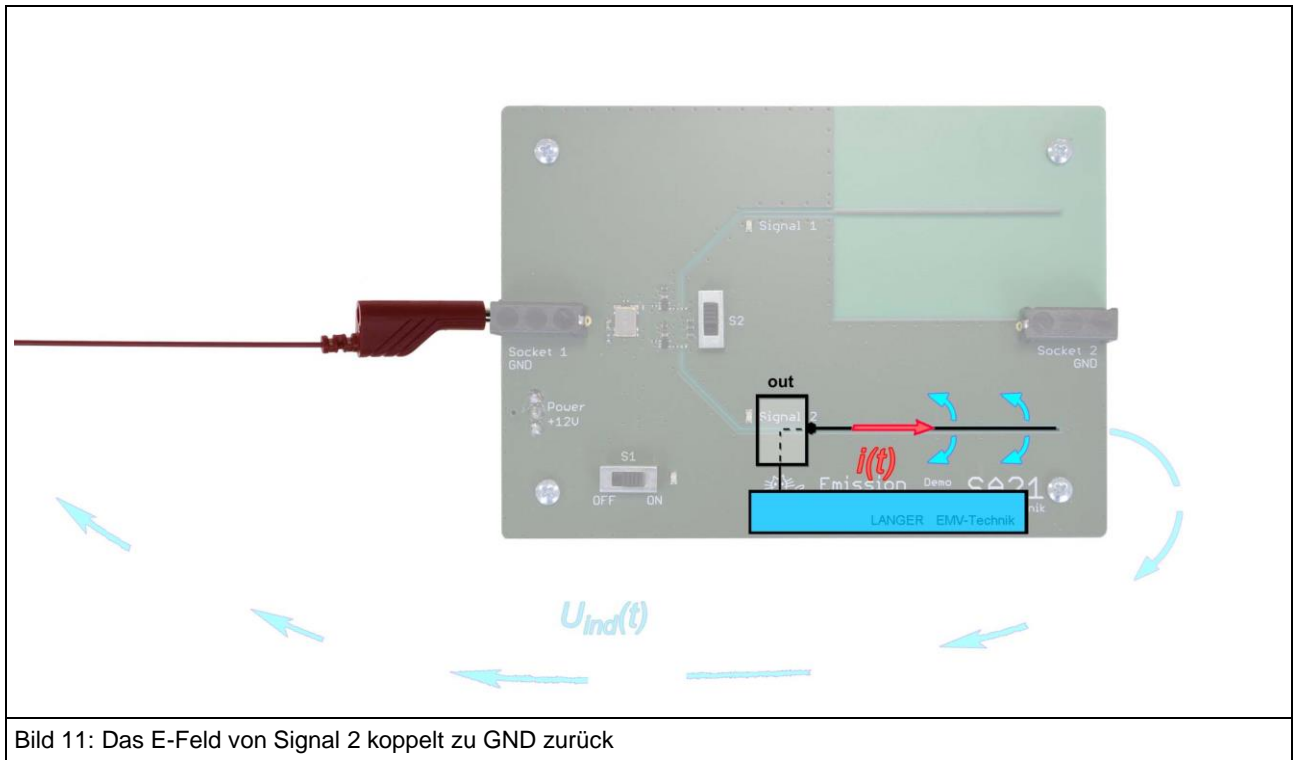 Signal 1
S2
Socket 1
GND
Socket 2
GND
out
Power
+12V
Signal 2
i(t)
S1
OFF ON
Emission Demo SA21
LANGER EMV-Technik
Uind(t)
Bild 11: Das E-Feld von Signal 2 koppelt zu GND zurück